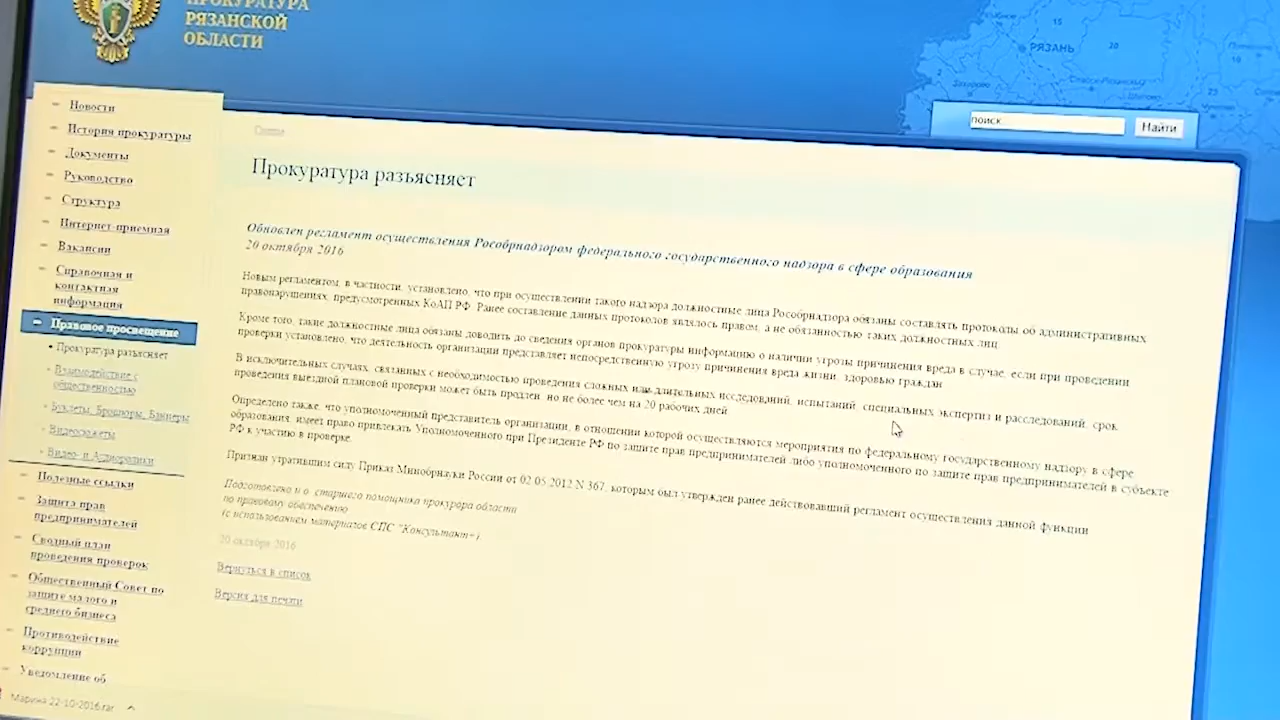 ПРОКУРАТУРА
РЯЗАНСКОЙ
ОБЛАСТИ
РЯЗАНЬ
поиск...
Найти
Новости
История прокуратуры
Документы
Руководство
Структура
Интернет-приемная
Вакансии
Справочная и
контактная
информация
Правовое просвещение
Прокуратура разъясняет
Взаимодействие с
общественностью
Буклеты, Брошюры, Баннеры
Видеосюжеты
Видео- и Аудиоролики
Полезные ссылки
Защита прав
предпринимателей
Сводный план
проведения проверок
Общественный Совет по
защите малого и
среднего бизнеса
Противодействие
коррупции
Уведомление об
Прокуратура разъясняет
Обновлен регламент осуществления Рособрнадзором федерального государственного надзора в сфере образования
20 октября 2016
Новым регламентом, в частности, установлено, что при осуществлении такого надзора должностные лица Рособрнадзора обязаны составлять протоколы об административных
правонарушениях, предусмотренных КоАП РФ. Ранее составление данных протоколов являлось правом, а не обязанностью таких должностных лиц.
Кроме того, такие должностные лица обязаны доводить до сведения органов прокуратуры информацию о наличии угрозы причинения вреда в случае, если при проведении
проверки установлено, что деятельность организации представляет непосредственную угрозу причинения вреда жизни, здоровью граждан.
В исключительных случаях, связанных с необходимостью проведения сложных и/или длительных исследований, испытаний, специальных экспертиз и расследований, срок
проведения выездной плановой проверки может быть продлен, но не более чем на 20 рабочих дней.
Определено также, что уполномоченный представитель организации, в отношении которой осуществляются мероприятия по федеральному государственному надзору в сфере
образования, имеет право привлекать Уполномоченного при Президенте РФ по защите прав предпринимателей либо уполномоченного по защите прав предпринимателей в субъекте
РФ к участию в проверке.
Признан утратившим силу Приказ Минобрнауки России от 02.05.2012 N 367, которым был утвержден ранее действовавший регламент осуществления данной функции
Подготовлено и.о. старшего помощника прокурора области
по правовому обеспечению
(с использованием материалов СПС "Консультант+).
20 октября 2016
Вернуться в список
Версия для печати
Марина 22-10-2016.rar